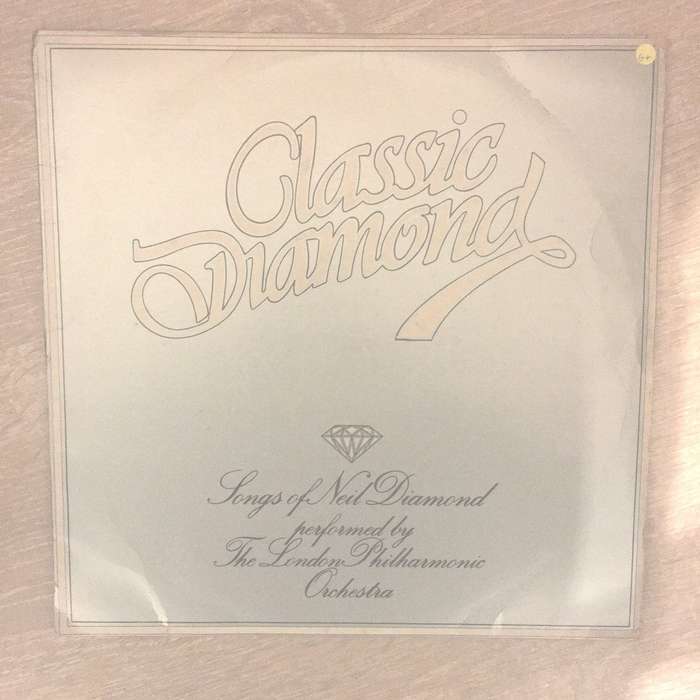 Classic
Diamond
Songs of Neil Diamond
performed by
The London Philharmonic
Orchestra